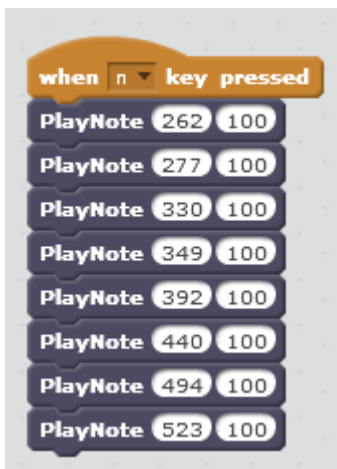 when n key pressed
PlayNote 262 100
PlayNote 277 100
PlayNote 330 100
PlayNote 349 100
PlayNote 392 100
PlayNote 440 100
PlayNote 494 100
PlayNote 523 100